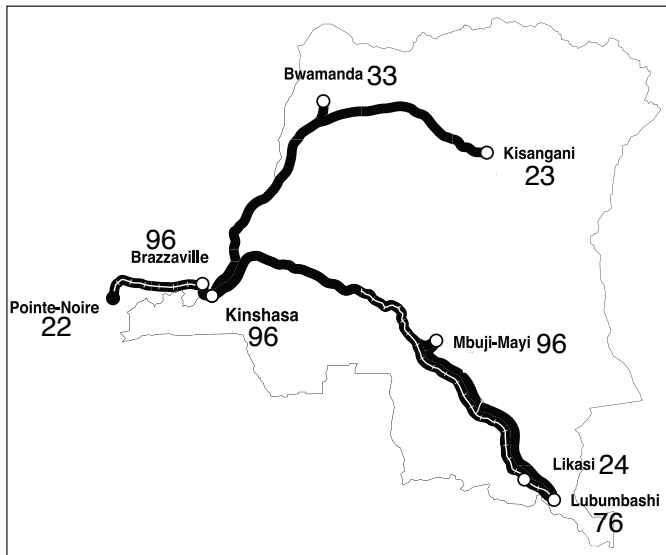 Bwamanda 33
Kisangani
23
96
Brazzaville
Pointe-Noire
22
Kinshasa
96
Mbuji-Mayi 96
Likasi 24
Lubumbashi
76